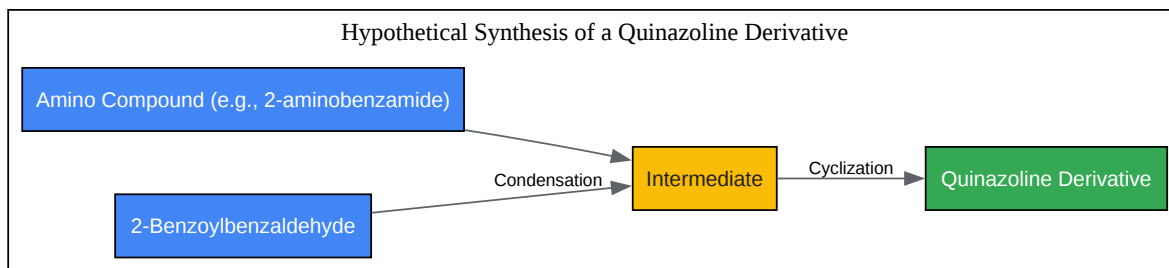 Hypothetical Synthesis of a Quinazoline Derivative
Amino Compound (e.g., 2-aminobenzamide)
2-Benzoylbenzaldehyde
Condensation
Intermediate
Cyclization
Quinazoline Derivative